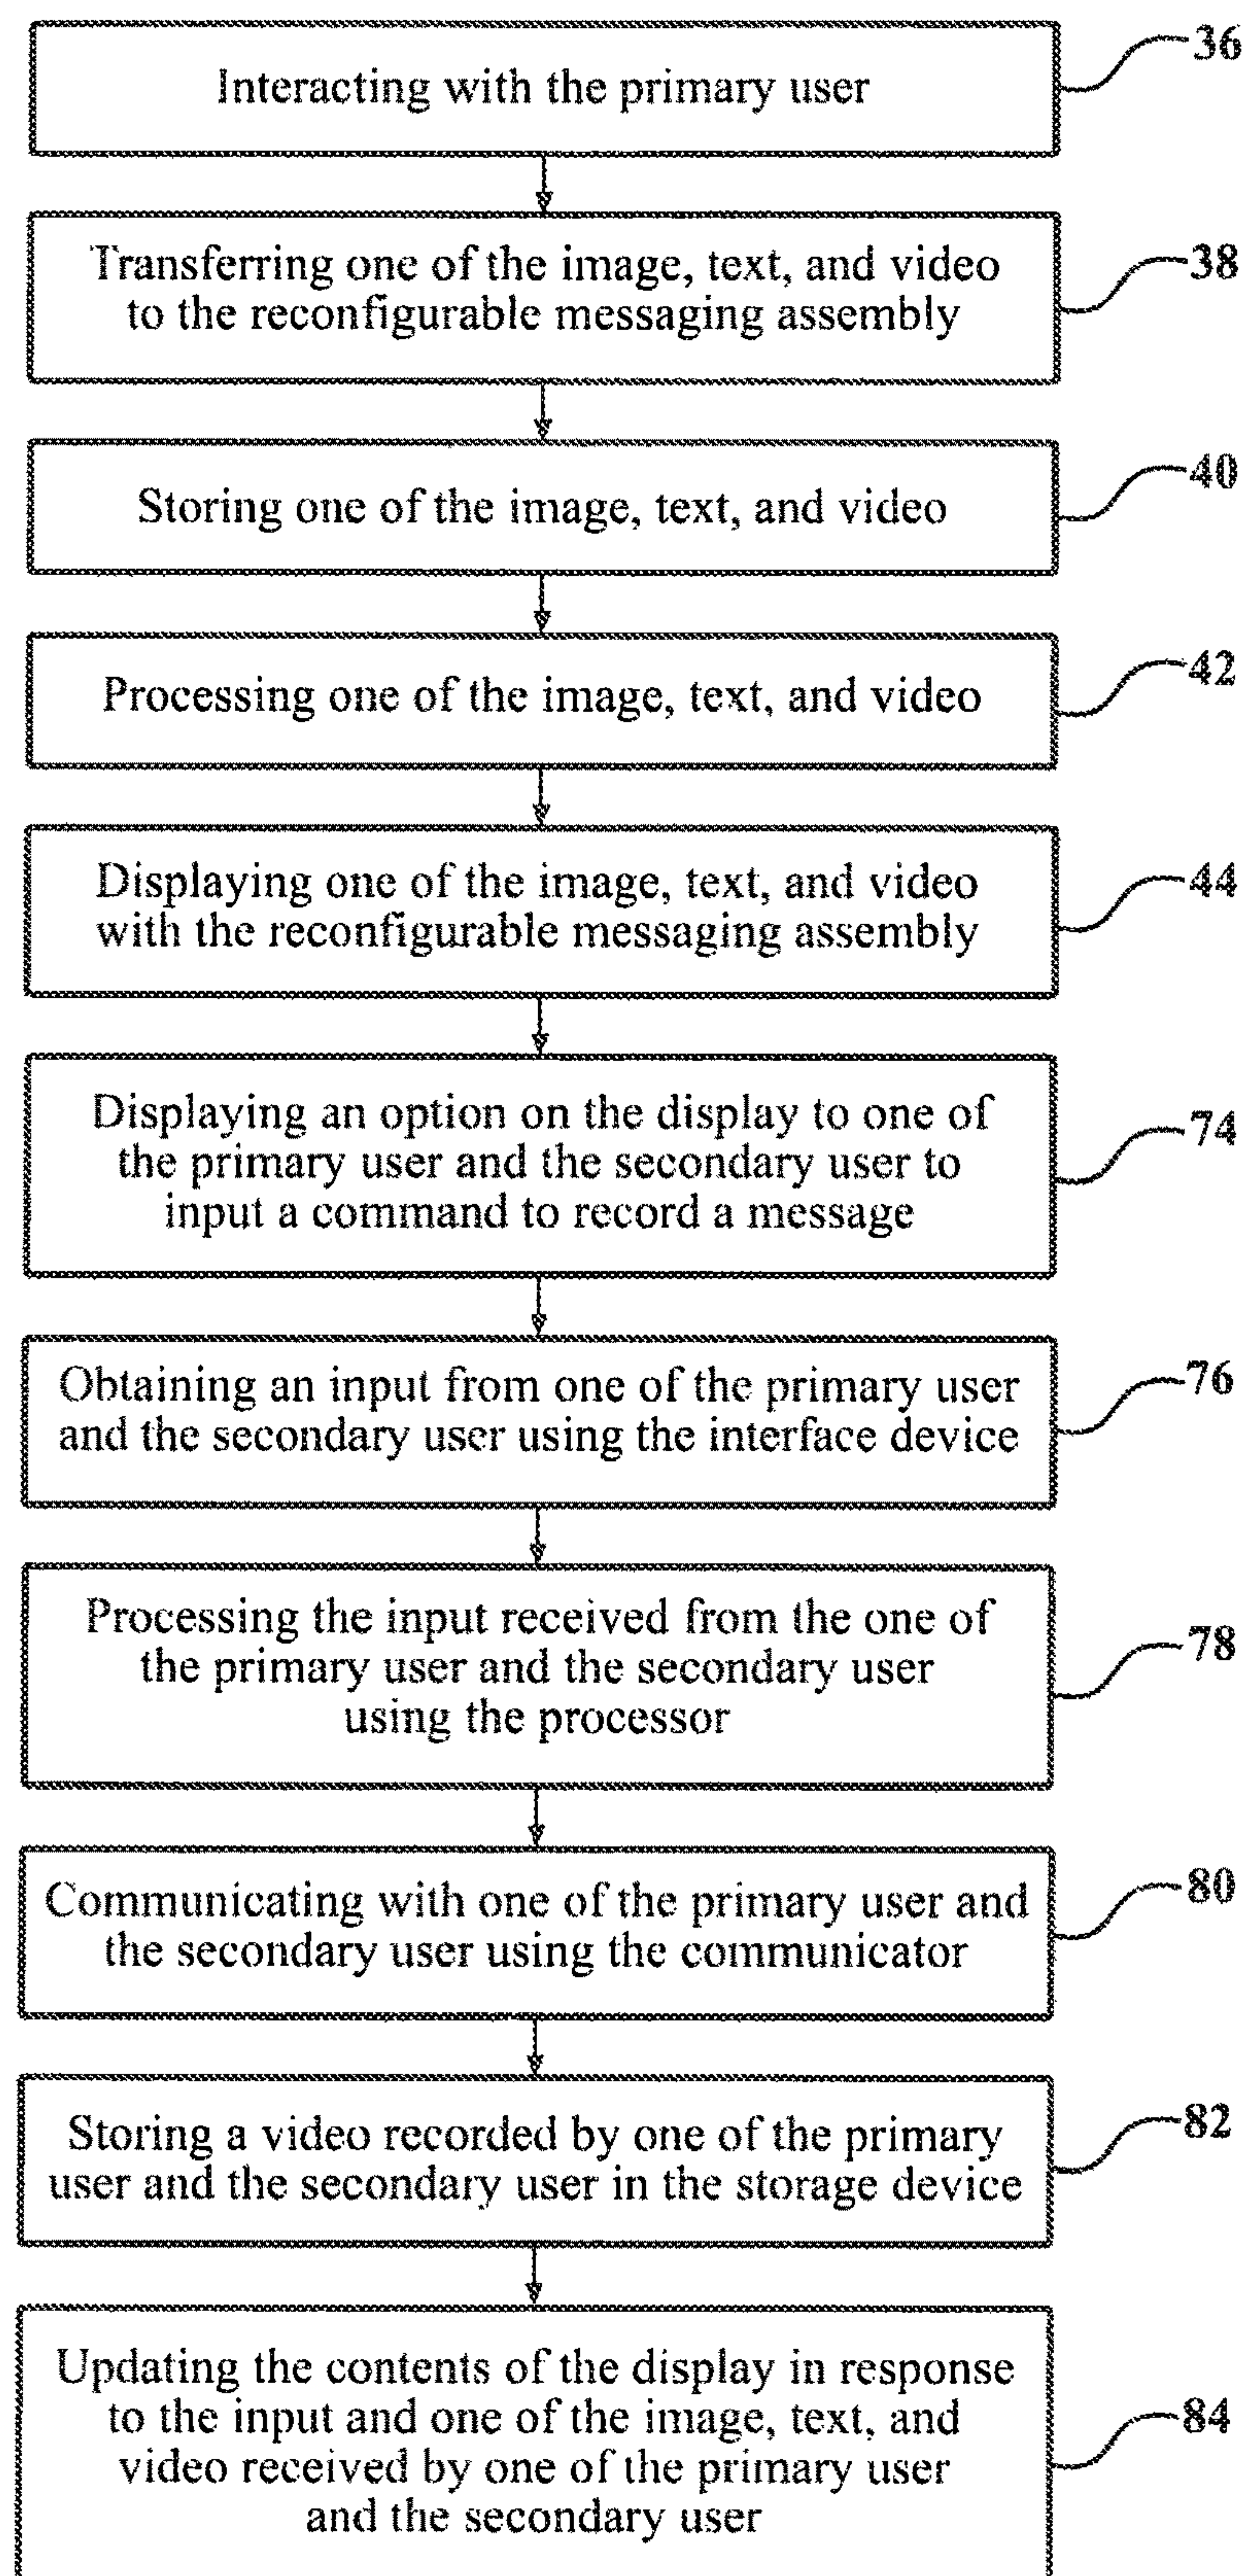 Interacting with the primary user
36
Transferring one of the image, text, and video
to the reconfigurable messaging assembly
38
Storing one of the image, text, and video
40
Processing one of the image, text, and video
42
Displaying one of the image, text, and video
with the reconfigurable messaging assembly
44
Displaying an option on the display to one of
the primary user and the secondary user to
input a command to record a message
74
Obtaining an input from one of the primary user
and the secondary user using the interface device
76
Processing the input received from the one of
the primary user and the secondary user
using the processor
78
Communicating with one of the primary user and
the secondary user using the communicator
80
Storing a video recorded by one of the primary
user and the secondary user in the storage device
82
Updating the contents of the display in response
to the input and one of the image, text, and
video received by one of the primary user
and the secondary user
84